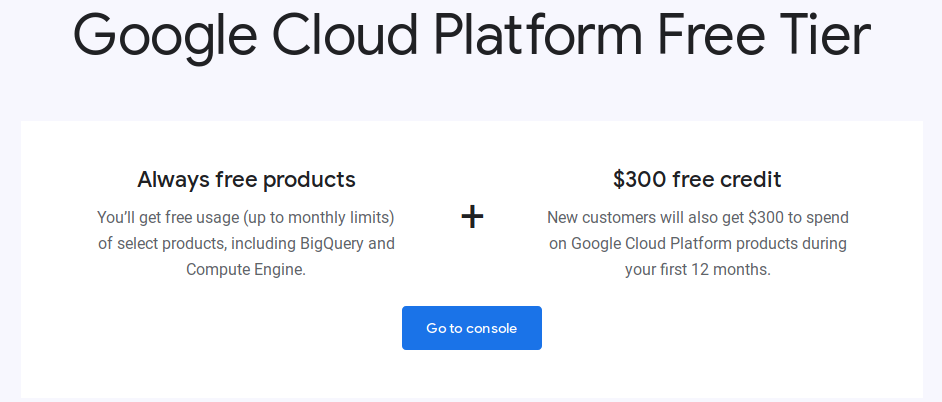 Google Cloud Platform Free Tier
Always free products
You'll get free usage (up to monthly limits)
of select products, including BigQuery and
Compute Engine.
+
$300 free credit
New customers will also get $300 to spend
on Google Cloud Platform products during
your first 12 months.
Go to console